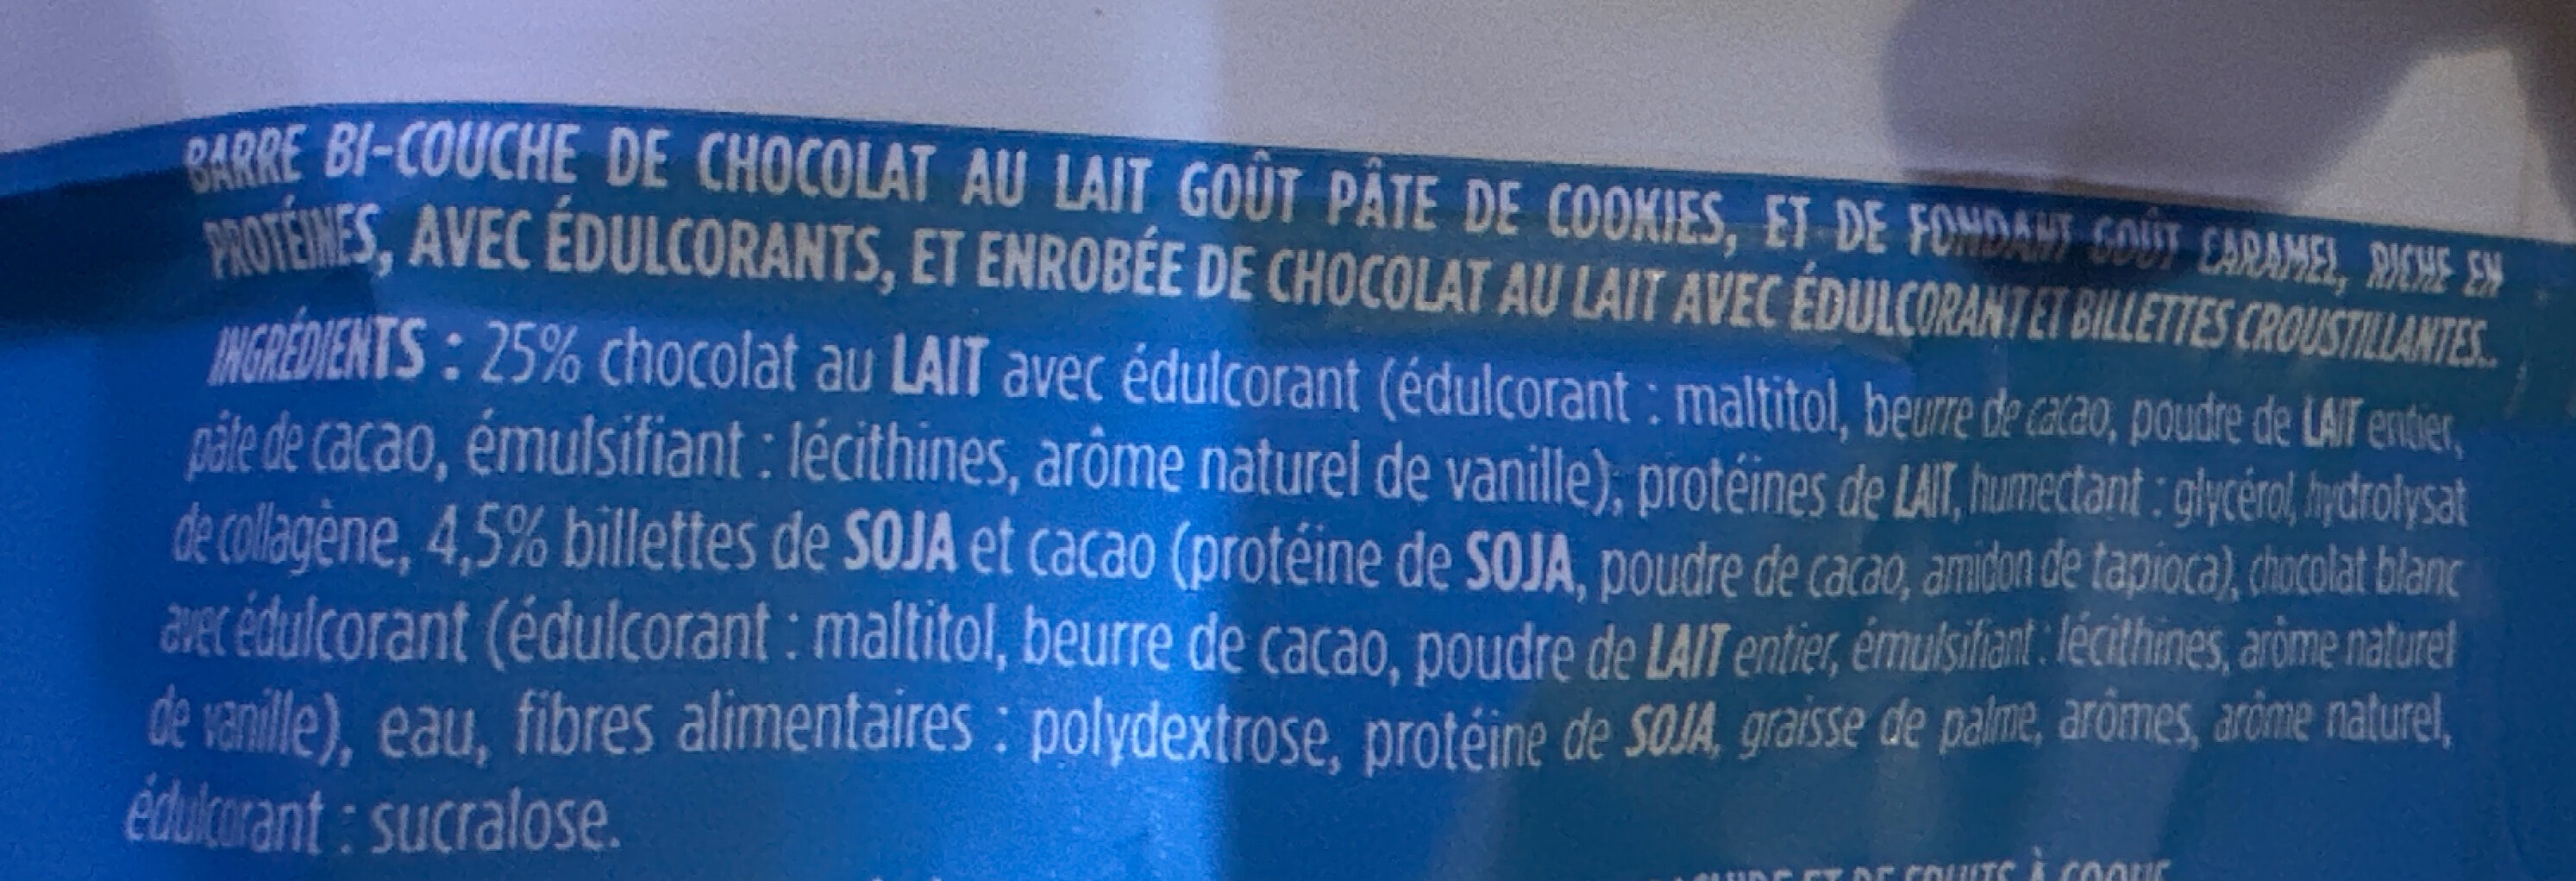 BARRE BI-COUCHE DE CHOCOLAT AU LAIT GOÛT PÂTE DE COOKIES, ET DE FONDANT GOÛT CARAMEL, RICHE EN
PROTÉINES, AVEC ÉDULCORANTS, ET ENROBÉE DE CHOCOLAT AU LAIT AVEC ÉDULCORANT ET BILLETTES CROUSTILLANTES..
INGRÉDIENTS : 25% chocolat au LAIT avec édulcorant (édulcorant : maltitol, beurre de cacao, poudre de LAIT entier,
pâte de cacao, émulsifiant : lécithines, arôme naturel de vanille), protéines de LAIT, humectant : glycérol, hydrolysat
de collagène, 4,5% billettes de SOJA et cacao (protéine de SOJA, poudre de cacao, amidon de tapioca), chocolat blanc
avec édulcorant (édulcorant : maltitol, beurre de cacao, poudre de LAIT entier, émulsifiant : lécithines, arôme naturel
de vanille), eau, fibres alimentaires : polydextrose, protéine de SOJA, graisse de palme, arômes, arôme naturel,
édulcorant : sucralose.
ET DE FRUITS À COQUE